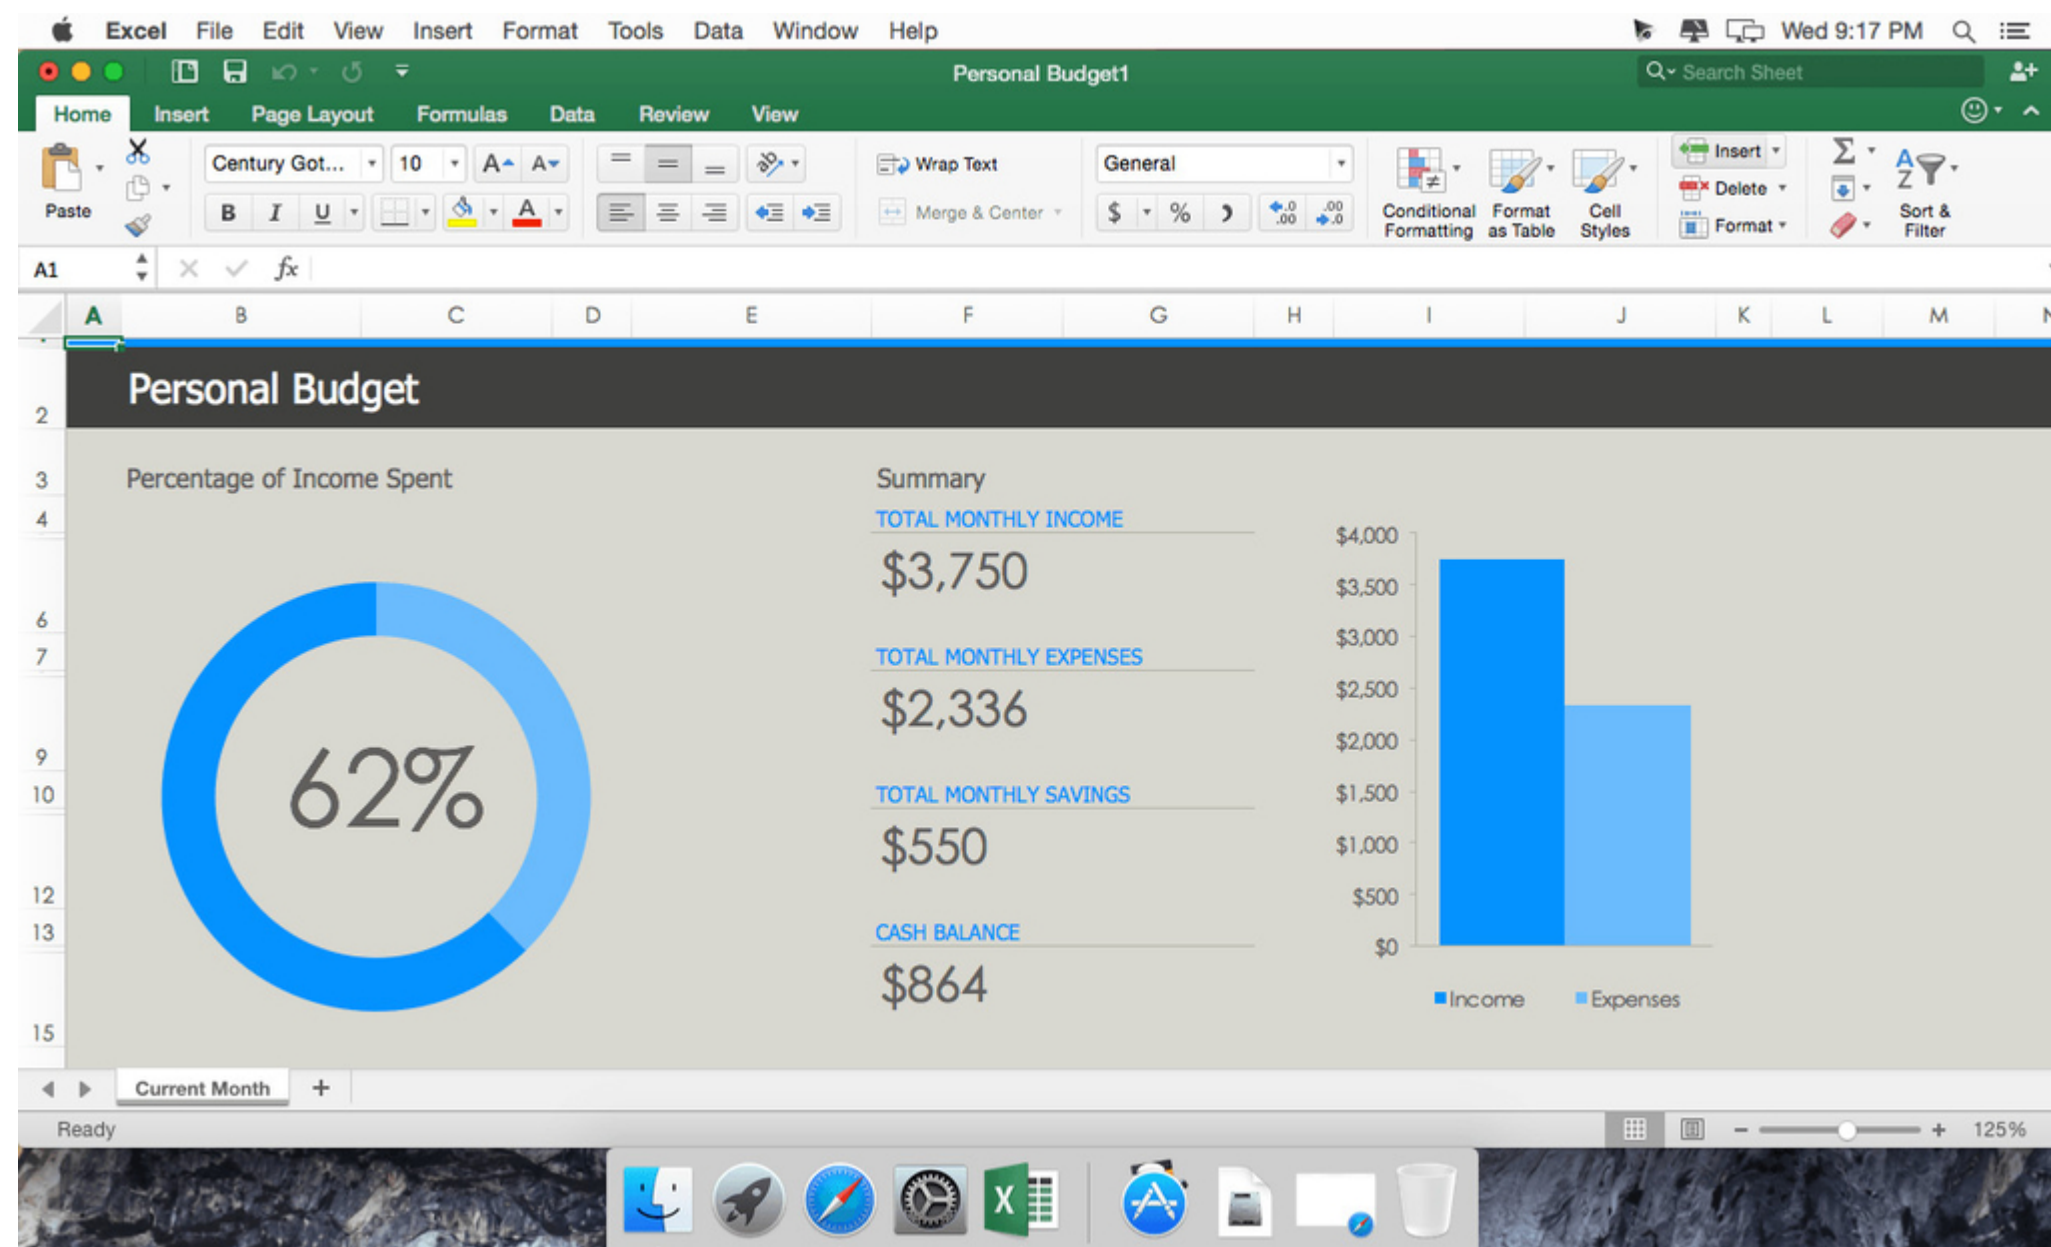 Excel File Edit View Insert Format Tools Data Window Help Wed 9:17 PM
Personal Budget1 Search Sheet
Home Insert Page Layout Formulas Data Review View
Paste
Century Got... 10 A A
B I U A
ab
Wrap Text
Merge & Center
General
$ % .0 .00 .00 .0
Conditional Formatting
Format as Table
Cell Styles
Insert
Delete
Format
Σ
A Z
Sort & Filter
A1 fx
A B C D E F G H I J K L M
2 Personal Budget
3 Percentage of Income Spent Summary
4 TOTAL MONTHLY INCOME
$3,750
6
7 TOTAL MONTHLY EXPENSES
$2,336
9
10 TOTAL MONTHLY SAVINGS
$550
12
13 CASH BALANCE
$864
15
62%
$4,000
$3,500
$3,000
$2,500
$2,000
$1,500
$1,000
$500
$0
Income Expenses
Current Month +
Ready 125%
X